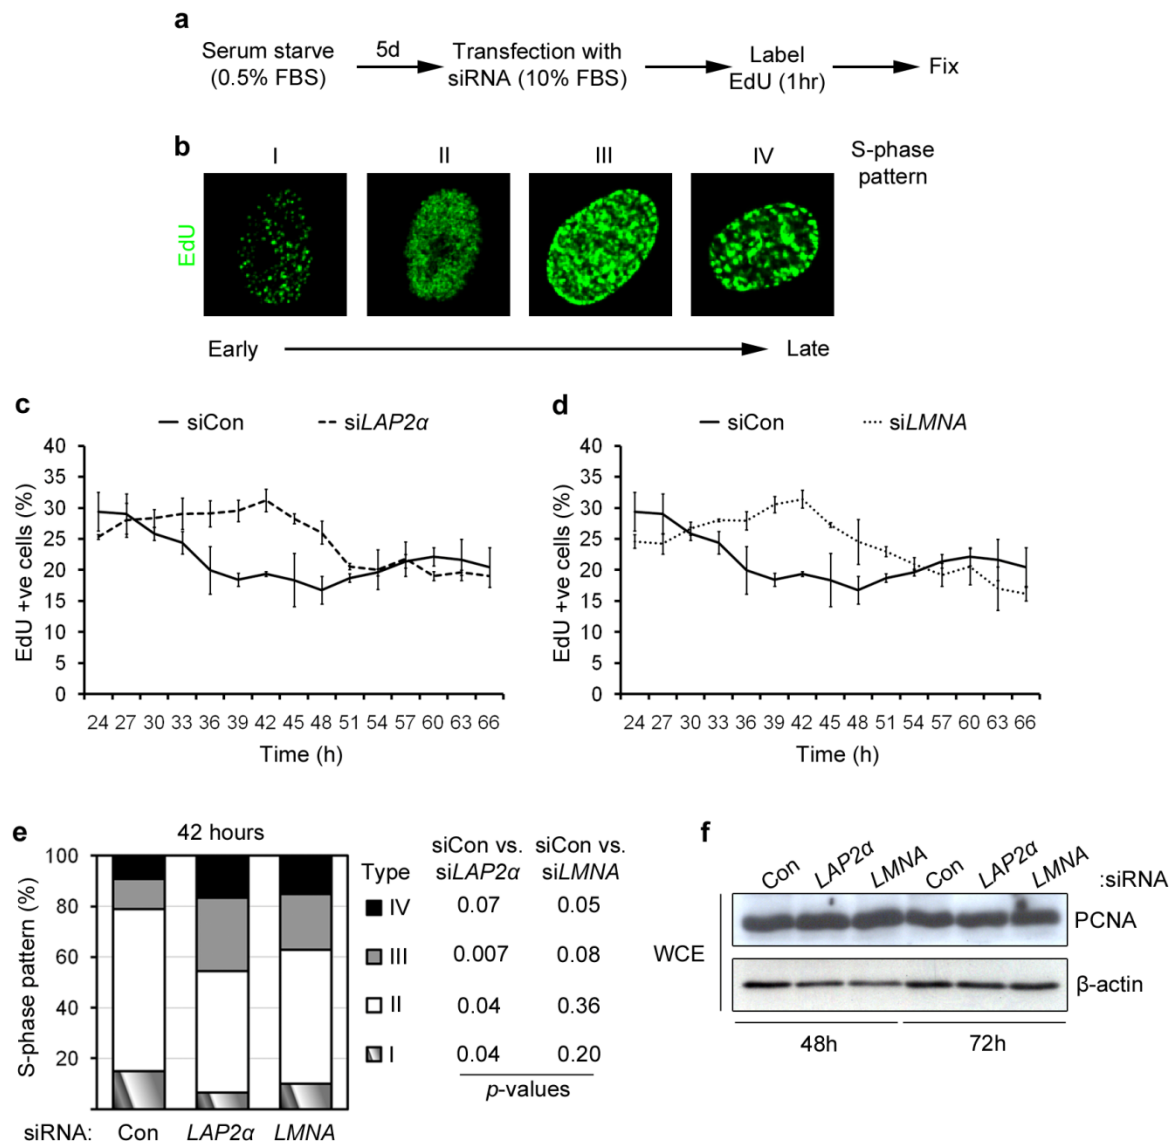 a
Serum starve
(0.5% FBS)
5d
Transfection with
siRNA (10% FBS)
Label
EdU (1hr)
Fix
b
I II III IV
S-phase
pattern
EdU
Early Late
c
siCon siLAP2α
EdU +ve cells (%)
40
35
30
25
20
15
10
5
0
24 27 30 33 36 39 42 45 48 51 54 57 60 63 66
Time (h)
d
siCon siLMNA
EdU +ve cells (%)
40
35
30
25
20
15
10
5
0
24 27 30 33 36 39 42 45 48 51 54 57 60 63 66
Time (h)
e
42 hours
S-phase pattern (%)
100
80
60
40
20
siRNA: Con LAP2α LMNA
Type
siCon vs.
siLAP2α
siCon vs.
siLMNA
IV 0.07 0.05
III 0.007 0.08
II 0.04 0.36
I 0.04 0.20
p-values
f
Con LAP2α LMNA Con LAP2α LMNA :siRNA
WCE
PCNA
β-actin
48h 72h